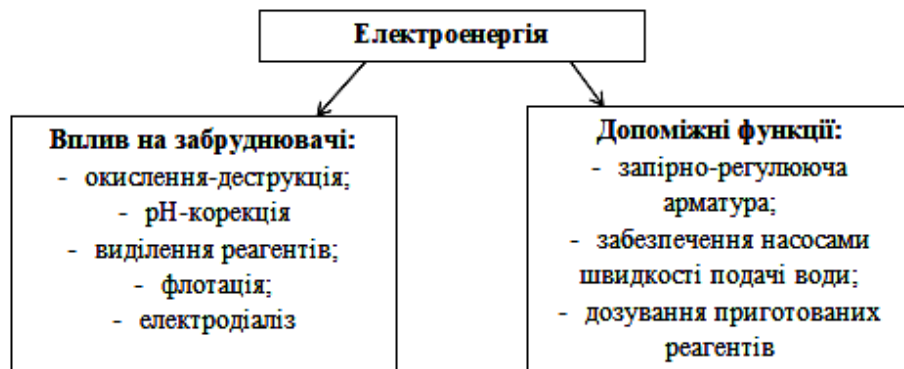 Електроенергія
Вплив на забруднювачі:
- окислення-деструкція;
- рН-корекція
- виділення реагентів;
- флотація;
- електродіаліз
Допоміжні функції:
- запірно-регулююча
арматура;
- забезпечення насосами
швидкості подачі води;
- дозування приготованих
реагентів